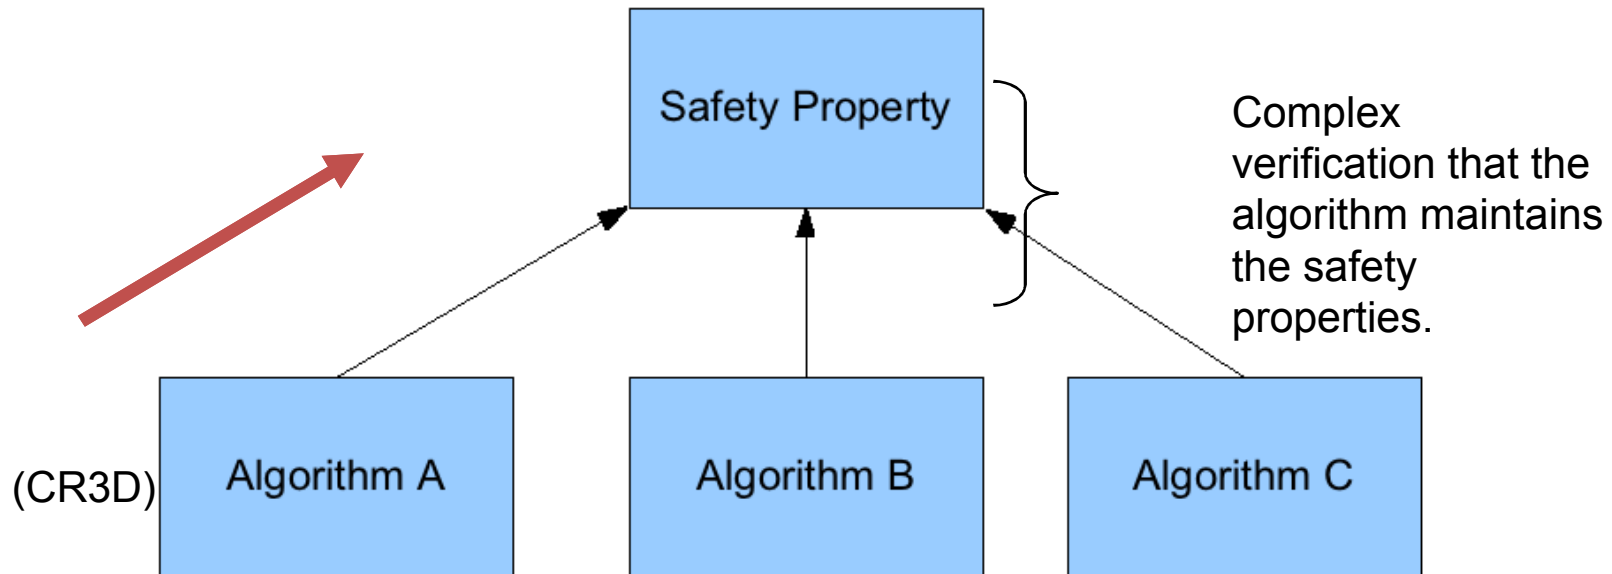 Safety Property
Complex
verification that the
algorithm maintains
the safety
properties.
(CR3D)
Algorithm A
Algorithm B
Algorithm C